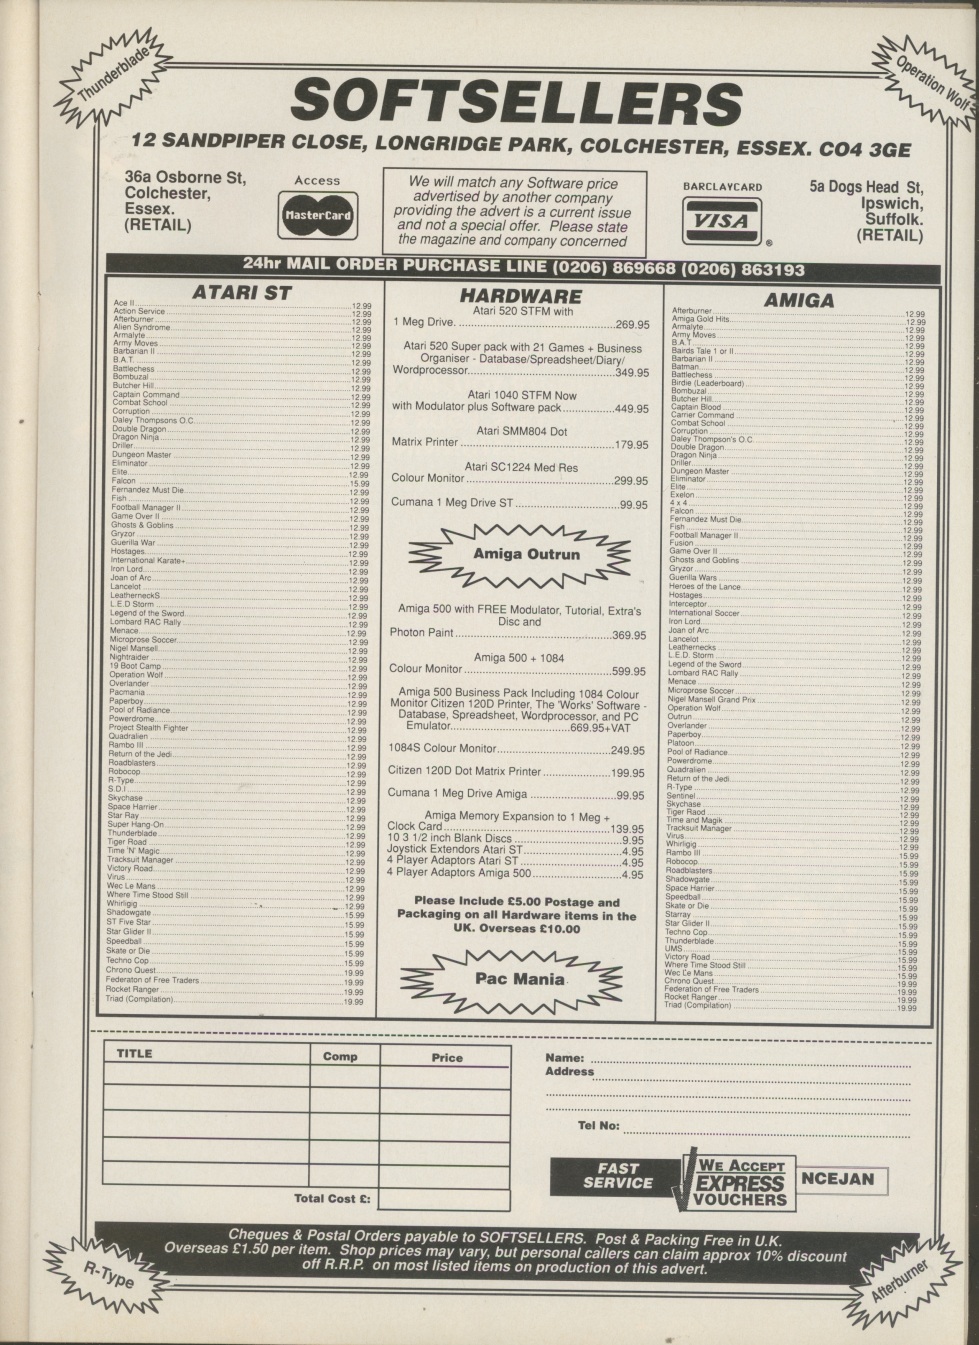 Thunderblade
Operation Wolf
SOFTSELLERS
12 SANDPIPER CLOSE, LONGRIDGE PARK, COLCHESTER, ESSEX. CO4 3GE
36a Osborne St,
Colchester,
Essex.
(RETAIL)
Access
MasterCard
We will match any Software price
advertised by another company
providing the advert is a current issue
and not a special offer. Please state
the magazine and company concerned
BARCLAYCARD
VISA
®
5a Dogs Head St,
Ipswich,
Suffolk.
(RETAIL)
24hr MAIL ORDER PURCHASE LINE (0206) 869668 (0206) 863193
ATARI ST
Ace II 12.99
Action Service 12.99
Afterburner 12.99
Alien Syndrome 12.99
Armalyte 12.99
Army Moves 12.99
Barbarian II 12.99
B.A.T. 12.99
Battlechess 12.99
Bombuzal 12.99
Butcher Hill 12.99
Captain Command 12.99
Combat School 12.99
Corruption 12.99
Daley Thompsons O.C. 12.99
Double Dragon 12.99
Dragon Ninja 12.99
Driller 12.99
Dungeon Master 12.99
Eliminator 12.99
Elite 12.99
Falcon 15.99
Fernandez Must Die 12.99
Fish 12.99
Football Manager II 12.99
Game Over II 12.99
Ghosts & Goblins 12.99
Gryzor 12.99
Guerilla War 12.99
Hostages 12.99
International Karate+ 12.99
Iron Lord 12.99
Joan of Arc 12.99
Lancelot 12.99
LeatherneckS 12.99
L.E.D Storm 12.99
Legend of the Sword 12.99
Lombard RAC Rally 12.99
Menace 12.99
Microprose Soccer 12.99
Nigel Mansell 12.99
Nightraider 12.99
19 Boot Camp 12.99
Operation Wolf 12.99
Overlander 12.99
Pacmania 12.99
Paperboy 12.99
Pool of Radiance 12.99
Powerdrome 12.99
Project Stealth Fighter 12.99
Quadralien 12.99
Rambo III 12.99
Return of the Jedi 12.99
Roadblasters 12.99
Robocop 12.99
R-Type 12.99
S.D.I 12.99
Skychase 12.99
Space Harrier 12.99
Star Ray 12.99
Super Hang-On 12.99
Thunderblade 12.99
Tiger Road 12.99
Time 'N' Magic 12.99
Tracksuit Manager 12.99
Victory Road 12.99
Virus 12.99
Wec Le Mans 12.99
Where Time Stood Still 12.99
Whirligig 12.99
Shadowgate 15.99
ST Five Star 15.99
Star Glider II 15.99
Speedball 15.99
Skate or Die 15.99
Techno Cop 15.99
Chrono Quest 19.99
Federaton of Free Traders 19.99
Rocket Ranger 19.99
Triad (Compilation) 19.99
HARDWARE
Atari 520 STFM with
1 Meg Drive. 269.95
Atari 520 Super pack with 21 Games + Business
Organiser - Database/Spreadsheet/Diary/
Wordprocessor 349.95
Atari 1040 STFM Now
with Modulator plus Software pack 449.95
Atari SMM804 Dot
Matrix Printer 179.95
Atari SC1224 Med Res
Colour Monitor 299.95
Cumana 1 Meg Drive ST 99.95
Amiga Outrun
Amiga 500 with FREE Modulator, Tutorial, Extra's
Disc and
Photon Paint 369.95
Amiga 500 + 1084
Colour Monitor 599.95
Amiga 500 Business Pack Including 1084 Colour
Monitor Citizen 120D Printer, The 'Works' Software -
Database, Spreadsheet, Wordprocessor, and PC
Emulator 669.95+VAT
1084S Colour Monitor 249.95
Citizen 120D Dot Matrix Printer 199.95
Cumana 1 Meg Drive Amiga 99.95
Amiga Memory Expansion to 1 Meg +
Clock Card 139.95
10 3 1/2 inch Blank Discs 9.95
Joystick Extendors Atari ST 4.95
4 Player Adaptors Atari ST 4.95
4 Player Adaptors Amiga 500 4.95
Please Include £5.00 Postage and
Packaging on all Hardware items in the
UK. Overseas £10.00
Pac Mania
AMIGA
Afterburner 12.99
Amiga Gold Hits 12.99
Armalyte 12.99
Army Moves 12.99
B.A.T. 12.99
Bairds Tale 1 or II 12.99
Barbarian II 12.99
Batman 12.99
Battlechess 12.99
Birdie (Leaderboard) 12.99
Bombuzal 12.99
Butcher Hill 12.99
Captain Blood 12.99
Carrier Command 12.99
Combat School 12.99
Corruption 12.99
Daley Thompson's O.C 12.99
Double Dragon 12.99
Dragon Ninja 12.99
Driller 12.99
Dungeon Master 12.99
Eliminator 12.99
Elite 12.99
Exelon 12.99
4 x 4 12.99
Falcon 12.99
Fernandez Must Die 12.99
Fish 12.99
Football Manager II 12.99
Fusion 12.99
Game Over II 12.99
Ghosts and Goblins 12.99
Gryzor 12.99
Guerilla Wars 12.99
Heroes of the Lance 12.99
Hostages 12.99
Interceptor 12.99
International Soccer 12.99
Iron Lord 12.99
Joan of Arc 12.99
Lancelot 12.99
Leathernecks 12.99
L.E.D. Storm 12.99
Legend of the Sword 12.99
Lombard RAC Rally 12.99
Menace 12.99
Microprose Soccer 12.99
Nigel Mansell Grand Prix 12.99
Operation Wolf 12.99
Outrun 12.99
Overlander 12.99
Paperboy 12.99
Platoon 12.99
Pool of Radiance 12.99
Powerdrome 12.99
Quadralien 12.99
Return of the Jedi 12.99
R-Type 12.99
Sentinel 12.99
Skychase 12.99
Tiger Raod 12.99
Time and Magik 12.99
Tracksuit Manager 12.99
Virus 12.99
Whirligig 12.99
Rambo III 15.99
Robocop 15.99
Roadblasters 15.99
Shadowgate 15.99
Space Harrier 15.99
Speedball 15.99
Skate or Die 15.99
Starray 15.99
Star Glider II 15.99
Techno Cop 15.99
Thunderblade 15.99
UMS 15.99
Victory Road 15.99
Where Time Stood Still 15.99
Wec Le Mans 15.99
Chrono Quest 19.99
Federation of Free Traders 19.99
Rocket Ranger 19.99
Triad (Compilation) 19.99
TITLE Comp Price
Total Cost £:
Name:
Address
Tel No:
FAST
SERVICE
WE ACCEPT
EXPRESS
VOUCHERS
NCEJAN
Cheques & Postal Orders payable to SOFTSELLERS. Post & Packing Free in U.K.
Overseas £1.50 per item. Shop prices may vary, but personal callers can claim approx 10% discount
off R.R.P. on most listed items on production of this advert.
R-Type
Afterburner